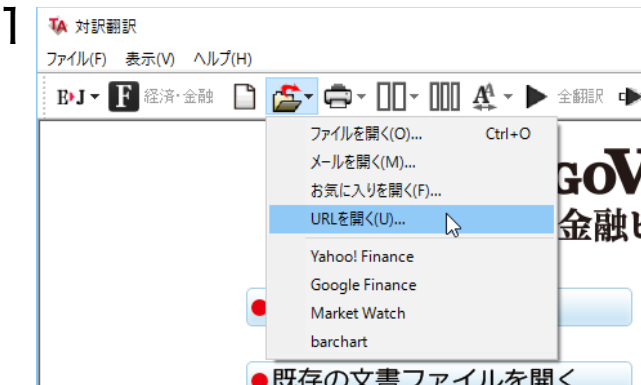 1
TA 対訳翻訳
ファイル(F) 表示(V) ヘルプ(H)
E›J F 経済・金融 全翻訳
ファイルを開く(O)... Ctrl+O
メールを開く(M)...
お気に入りを開く(F)...
URLを開く(U)...
Yahoo! Finance
Google Finance
Market Watch
barchart
GoV
金融ビ
●既存の文書ファイルを開く